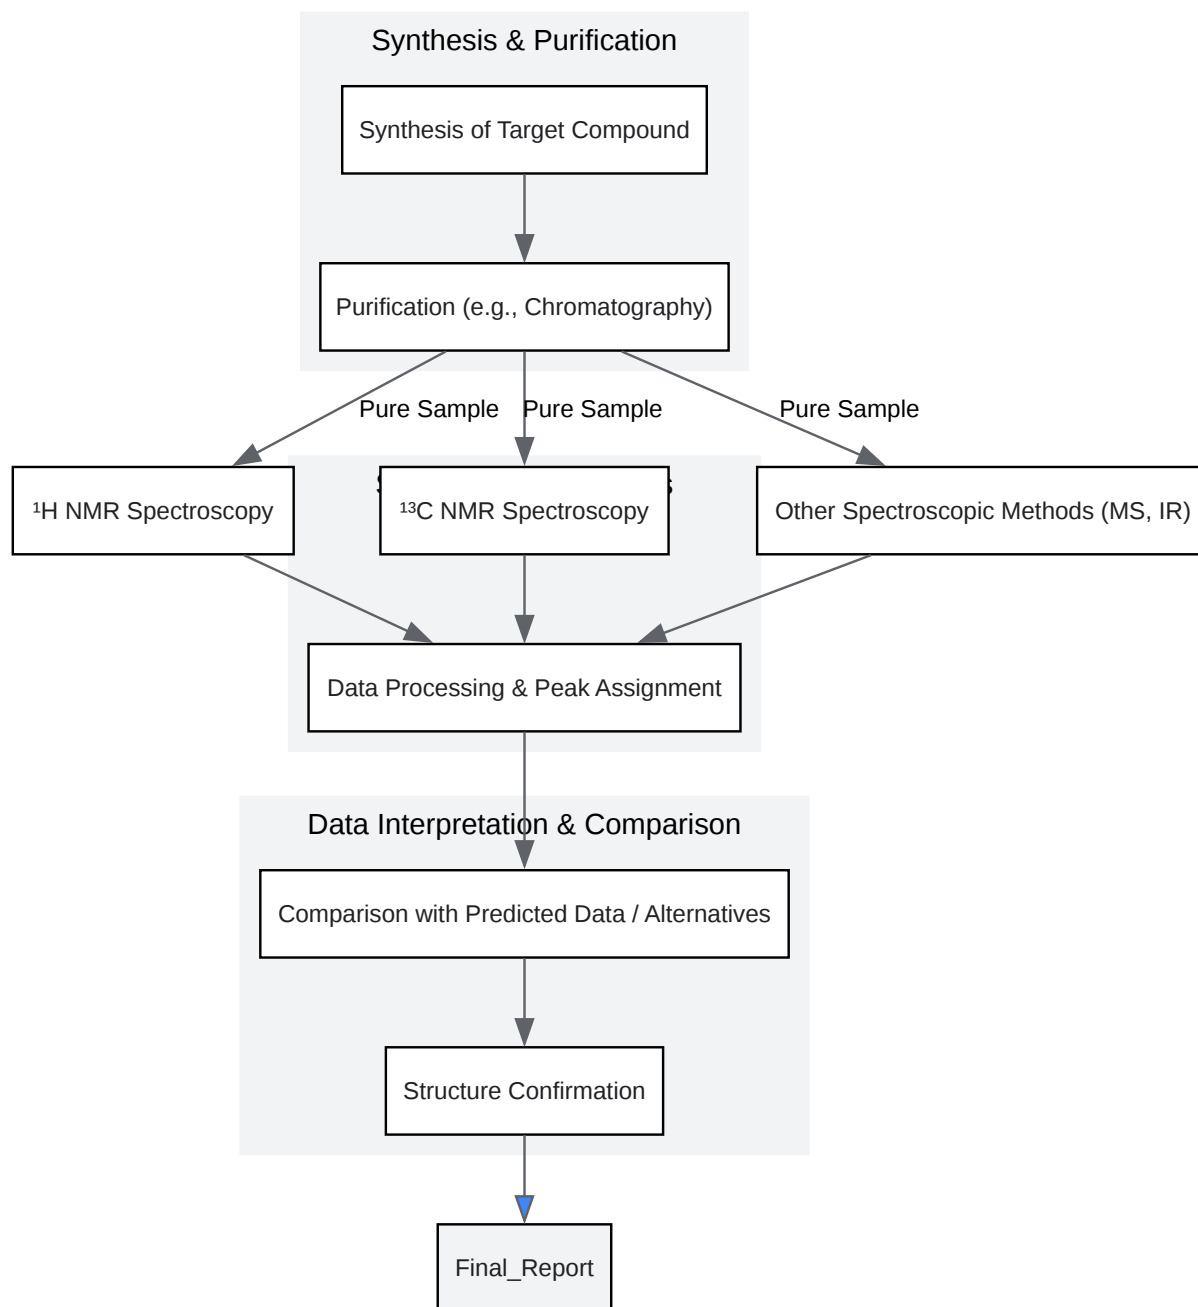 Synthesis & Purification
Synthesis of Target Compound
Purification (e.g., Chromatography)
Pure Sample
Pure Sample
Pure Sample
¹H NMR Spectroscopy
¹³C NMR Spectroscopy
Other Spectroscopic Methods (MS, IR)
Data Processing & Peak Assignment
Data Interpretation & Comparison
Comparison with Predicted Data / Alternatives
Structure Confirmation
Final_Report